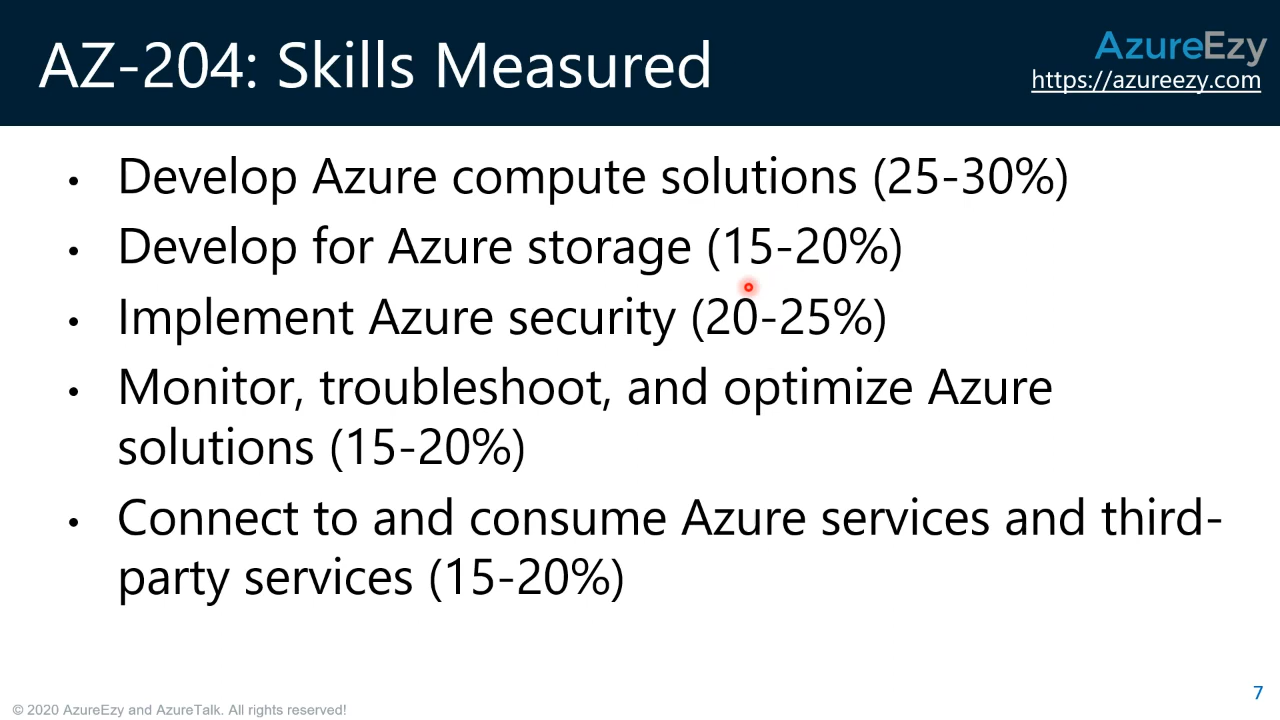 AZ-204: Skills Measured
AzureEzy
https://azureezy.com
• Develop Azure compute solutions (25-30%)
• Develop for Azure storage (15-20%)
• Implement Azure security (20-25%)
• Monitor, troubleshoot, and optimize Azure
solutions (15-20%)
• Connect to and consume Azure services and third-
party services (15-20%)
7
© 2020 AzureEzy and AzureTalk. All rights reserved!